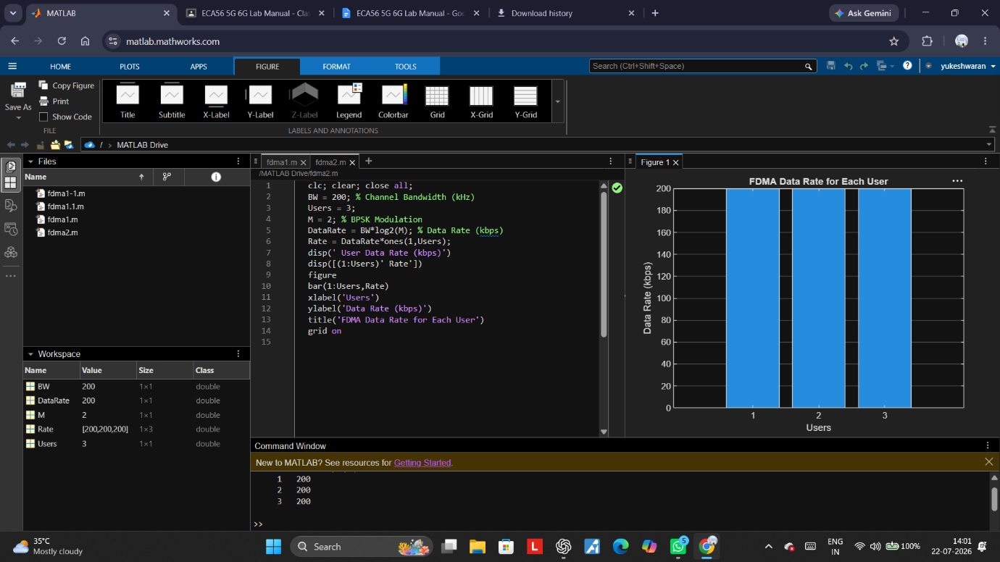 MATLAB
ECA56 5G 6G Lab Manual - Clas
ECA56 5G 6G Lab Manual - Goo
Download history
Ask Gemini
matlab.mathworks.com
HOME
PLOTS
APPS
FIGURE
FORMAT
TOOLS
Search (Ctrl+Shift+Space)
yukeshwaran
Save As
Copy Figure
Print
Show Code
FILE
Title
Subtitle
X-Label
Y-Label
Z-Label
Legend
Colorbar
Grid
X-Grid
Y-Grid
LABELS AND ANNOTATIONS
/ > MATLAB Drive
Files
Name
fdma1-1.m
fdma1.1.m
fdma1.m
fdma2.m
Workspace
Name Value Size Class
BW 200 1×1 double
DataRate 200 1×1 double
M 2 1×1 double
Rate [200,200,200] 1×3 double
Users 3 1×1 double
fdma1.m
fdma2.m
/MATLAB Drive/fdma2.m
1 clc; clear; close all;
2 BW = 200; % Channel Bandwidth (kHz)
3 Users = 3;
4 M = 2; % BPSK Modulation
5 DataRate = BW*log2(M); % Data Rate (kbps)
6 Rate = DataRate*ones(1,Users);
7 disp(' User Data Rate (kbps)')
8 disp([(1:Users)' Rate'])
9 figure
10 bar(1:Users,Rate)
11 xlabel('Users')
12 ylabel('Data Rate (kbps)')
13 title('FDMA Data Rate for Each User')
14 grid on
15
Figure 1
FDMA Data Rate for Each User
200
180
160
140
120
100
80
60
40
20
0
Data Rate (kbps)
1 2 3
Users
Command Window
New to MATLAB? See resources for Getting Started.
1 200
2 200
3 200
>>
35°C
Mostly cloudy
Search
L
5
ENG
IN
100%
14:01
22-07-2026